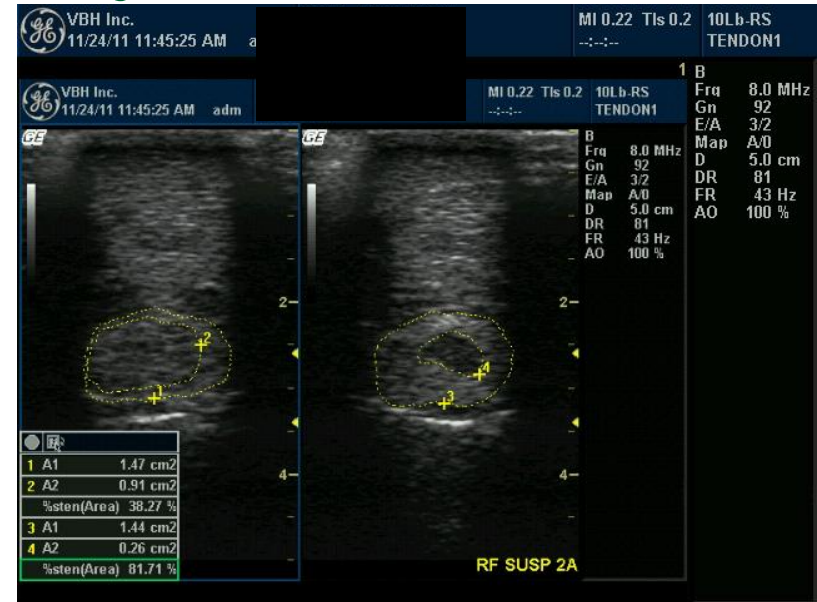 GE VBH Inc. MI 0.22 TIs 0.2 10Lb-RS
11/24/11 11:45:25 AM a --:--:-- TENDON1
1
B
Frq 8.0 MHz
Gn 92
E/A 3/2
Map A/0
D 5.0 cm
DR 81
FR 43 Hz
AO 100 %
GE VBH Inc. MI 0.22 TIs 0.2 10Lb-RS
11/24/11 11:45:25 AM adm --:--:-- TENDON1
GE
GE
B
Frq 8.0 MHz
Gn 92
E/A 3/2
Map A/0
D 5.0 cm
DR 81
FR 43 Hz
AO 100 %
2
2
2
1
4
3
4
4
1 A1 1.47 cm2
2 A2 0.91 cm2
%sten(Area) 38.27 %
3 A1 1.44 cm2
4 A2 0.26 cm2
%sten(Area) 81.71 %
RF SUSP 2A